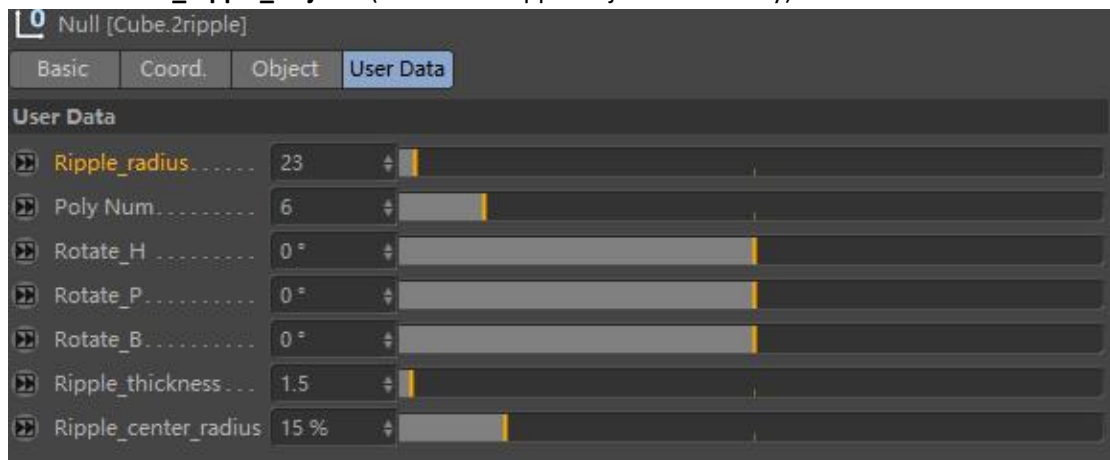 Null [Cube.2ripple]
Basic Coord. Object User Data
User Data
Ripple_radius...... 23
Poly Num......... 6
Rotate_H ......... 0 °
Rotate_P.......... 0 °
Rotate_B.......... 0 °
Ripple_thickness... 1.5
Ripple_center_radius 15 %